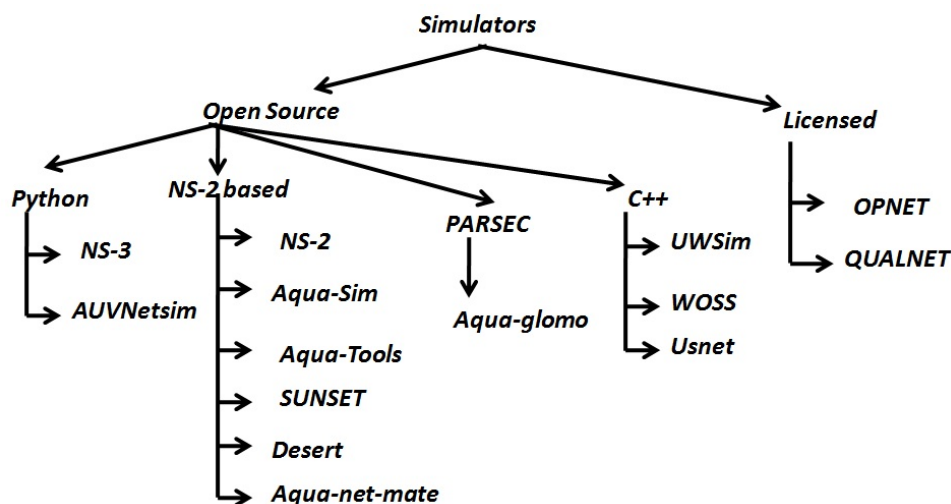 Simulators
Open Source
Licensed
Python
NS-3
AUVNetsim
NS-2 based
NS-2
Aqua-Sim
Aqua-Tools
SUNSET
Desert
Aqua-net-mate
PARSEC
Aqua-glomo
C++
UWSim
WOSS
Usnet
OPNET
QUALNET